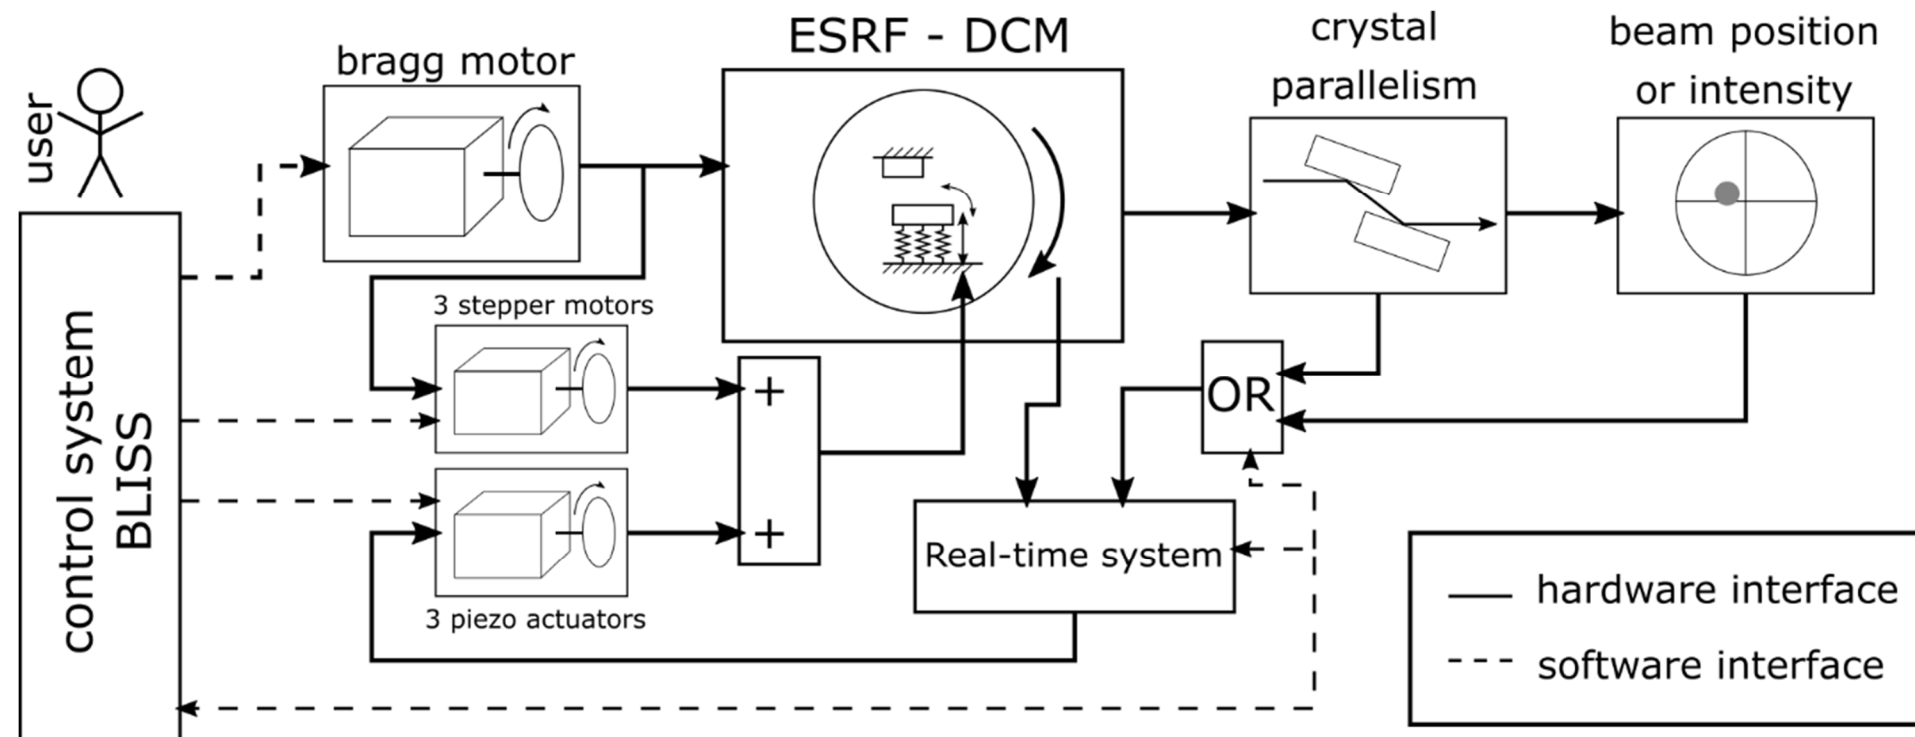 ESRF - DCM
bragg motor
crystal
parallelism
beam position
or intensity
user
control system
BLISS
3 stepper motors
+
+
3 piezo actuators
OR
Real-time system
hardware interface
software interface